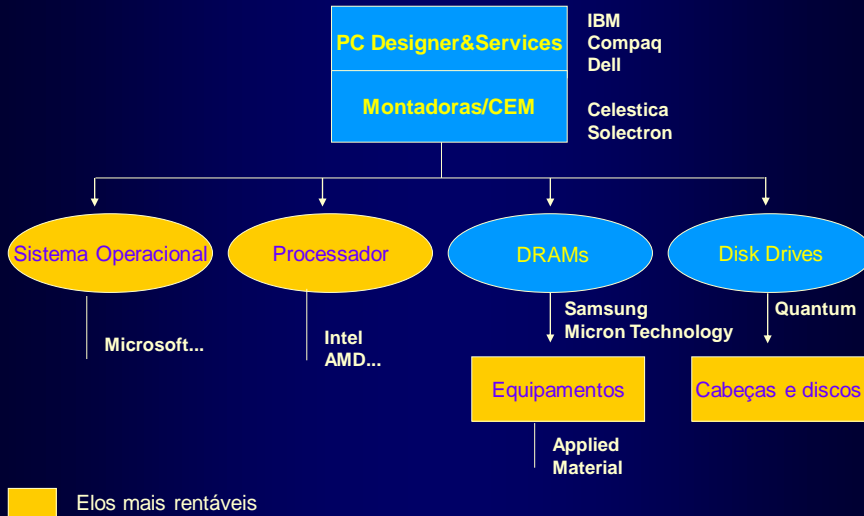 PC Designer&Services
IBM
Compaq
Dell
Montadoras/CEM
Celestica
Solectron
Sistema Operacional
Processador
DRAMs
Disk Drives
Microsoft...
Intel
AMD...
Samsung
Micron Technology
Quantum
Equipamentos
Cabeças e discos
Applied
Material
Elos mais rentáveis